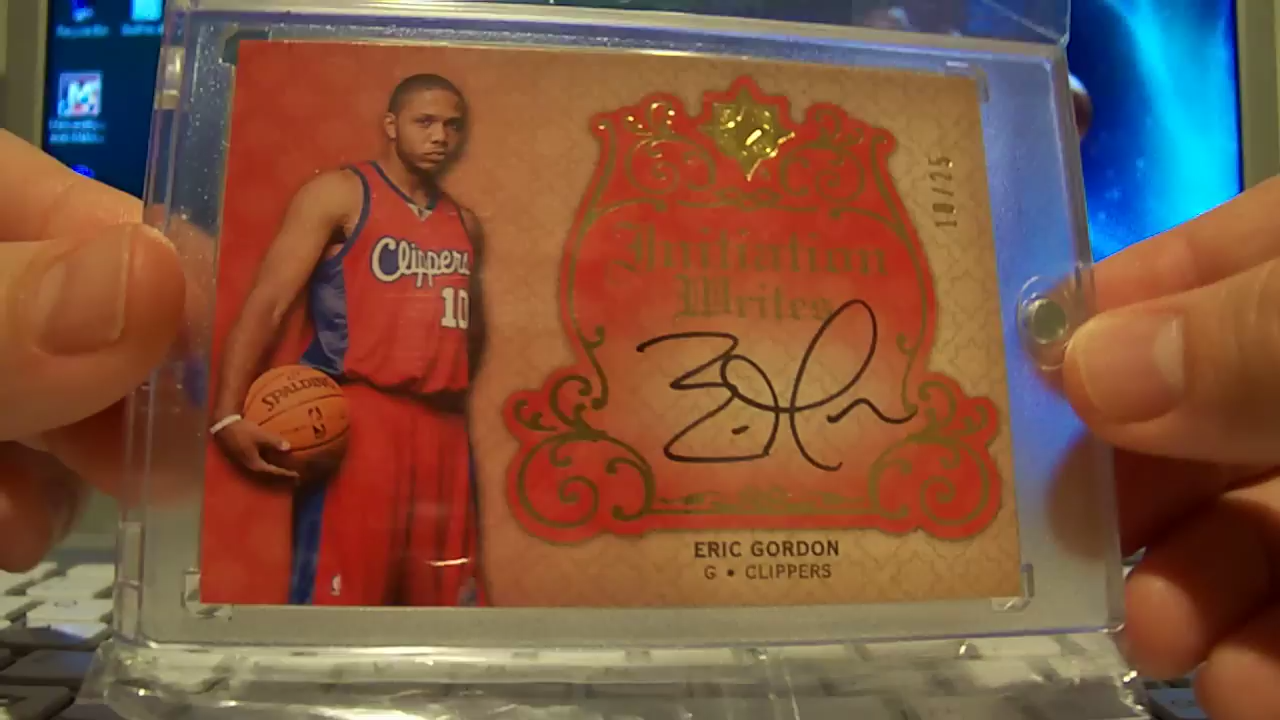 Clippers
10
SPALDING
10/25
Initiation
Writes
ERIC GORDON
G • CLIPPERS